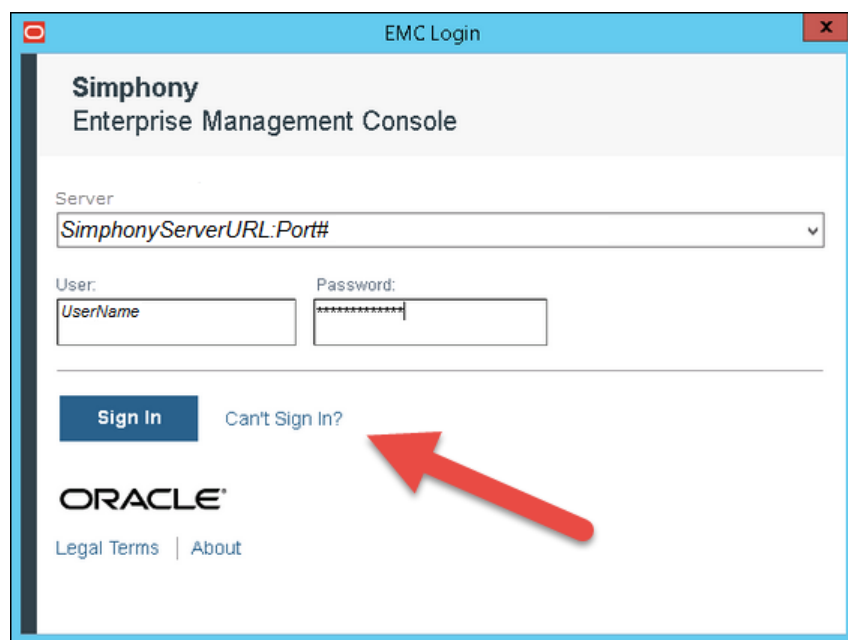 EMC Login
x
Simphony
Enterprise Management Console
Server
SimphonyServerURL:Port#
User: Password:
UserName *************
Sign In Can't Sign In?
ORACLE
Legal Terms | About